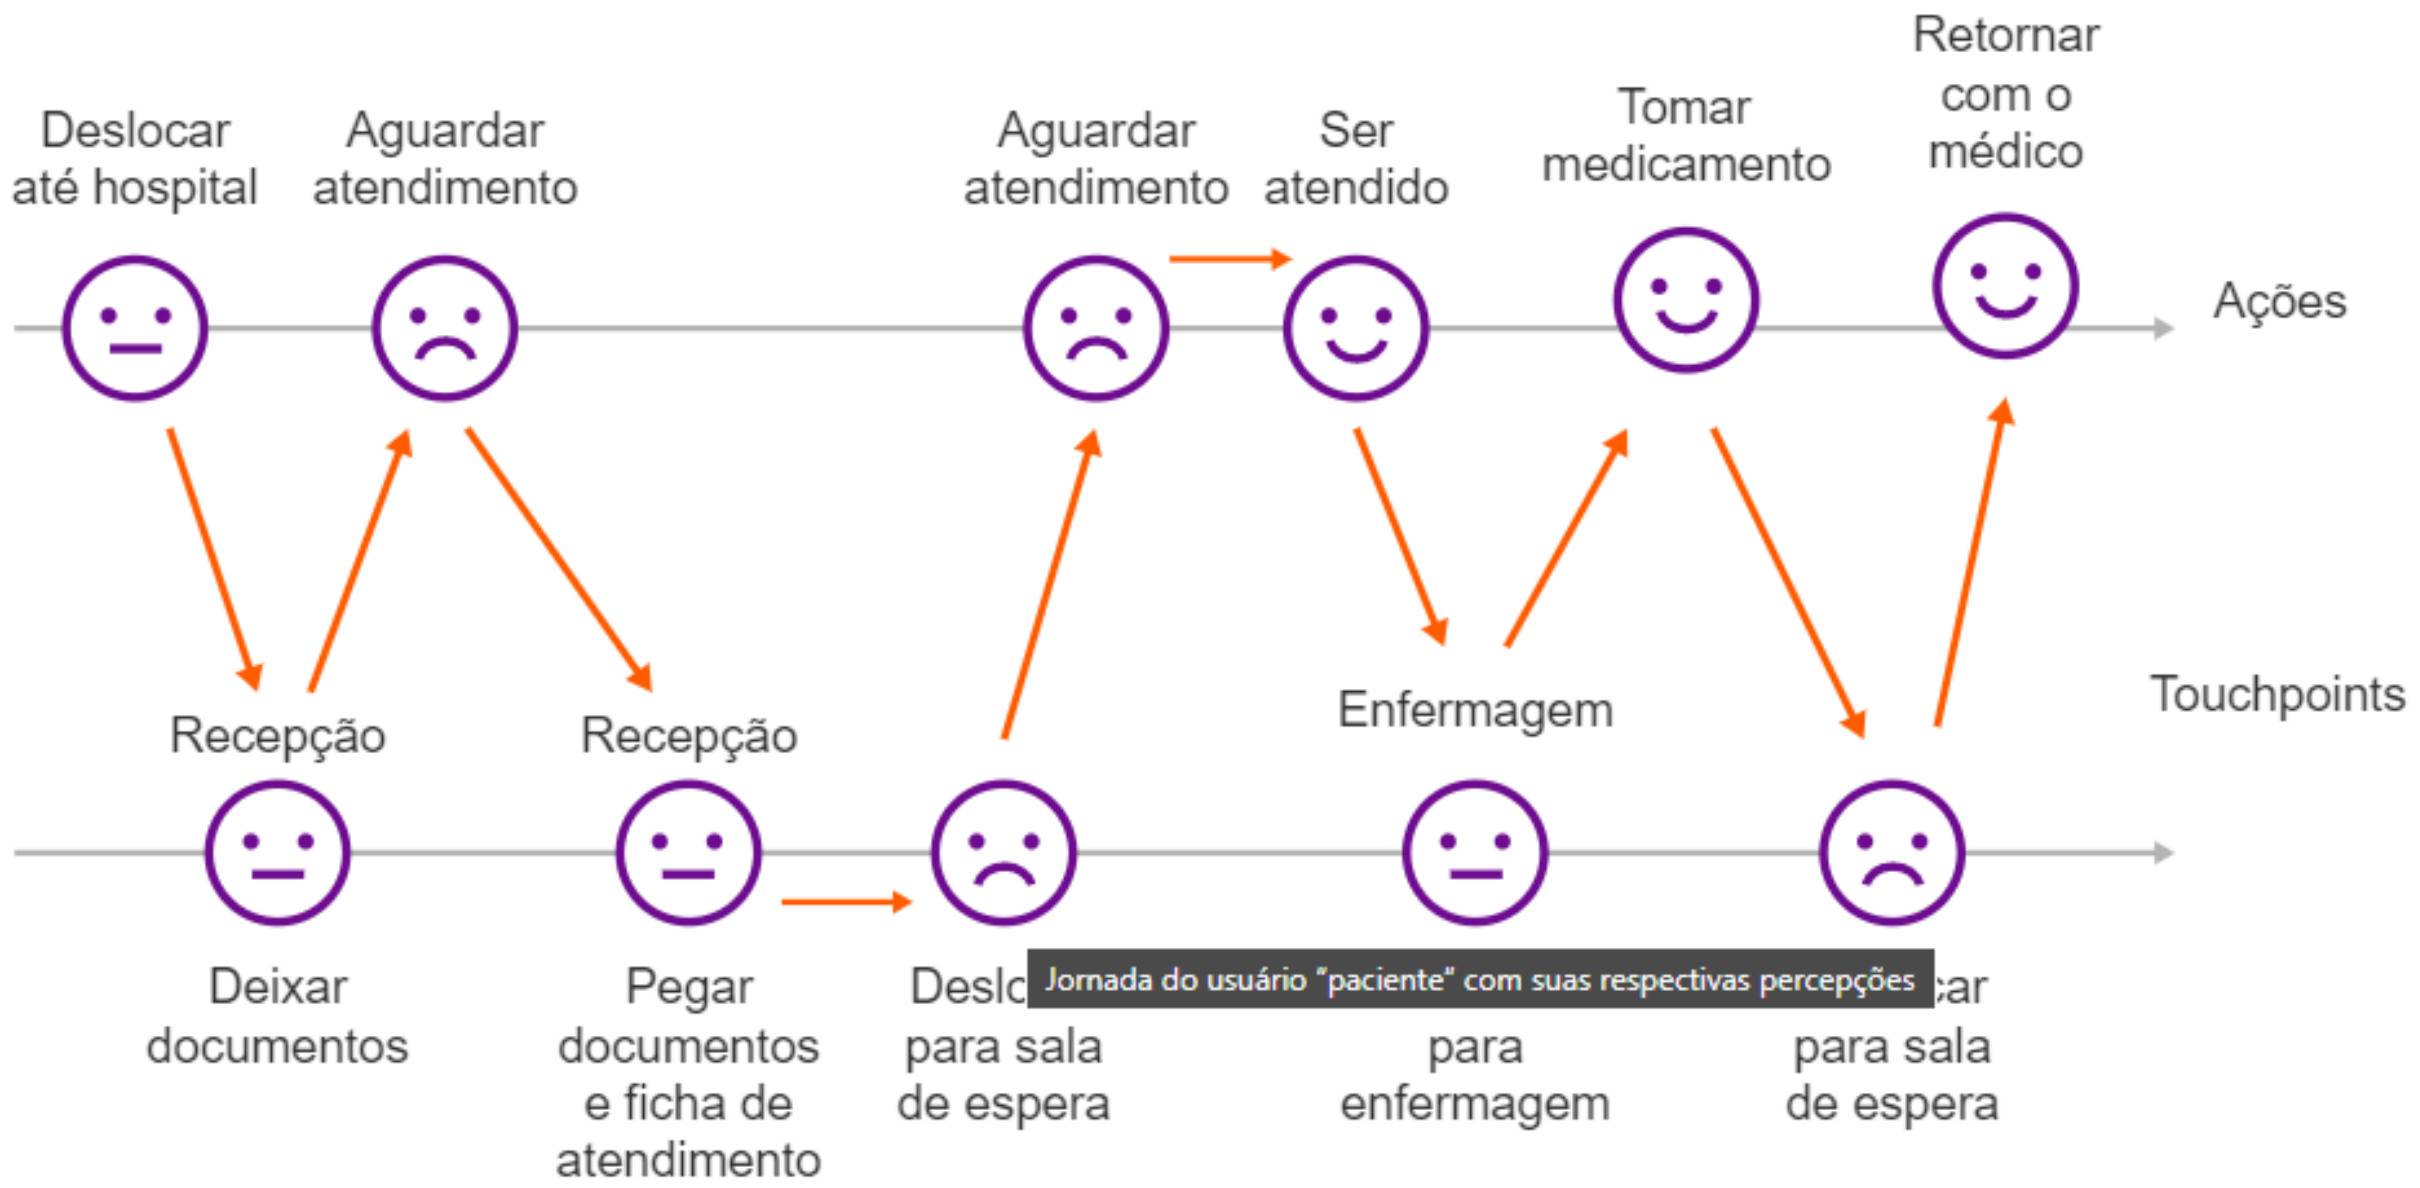 Deslocar
até hospital
Aguardar
atendimento
Aguardar
atendimento
Ser
atendido
Tomar
medicamento
Retornar
com o
médico
Ações
Recepção
Recepção
Enfermagem
Touchpoints
Deixar
documentos
Pegar
documentos
e ficha de
atendimento
para sala
de espera
Jornada do usuário “paciente” com suas respectivas percepções
para
enfermagem
para sala
de espera